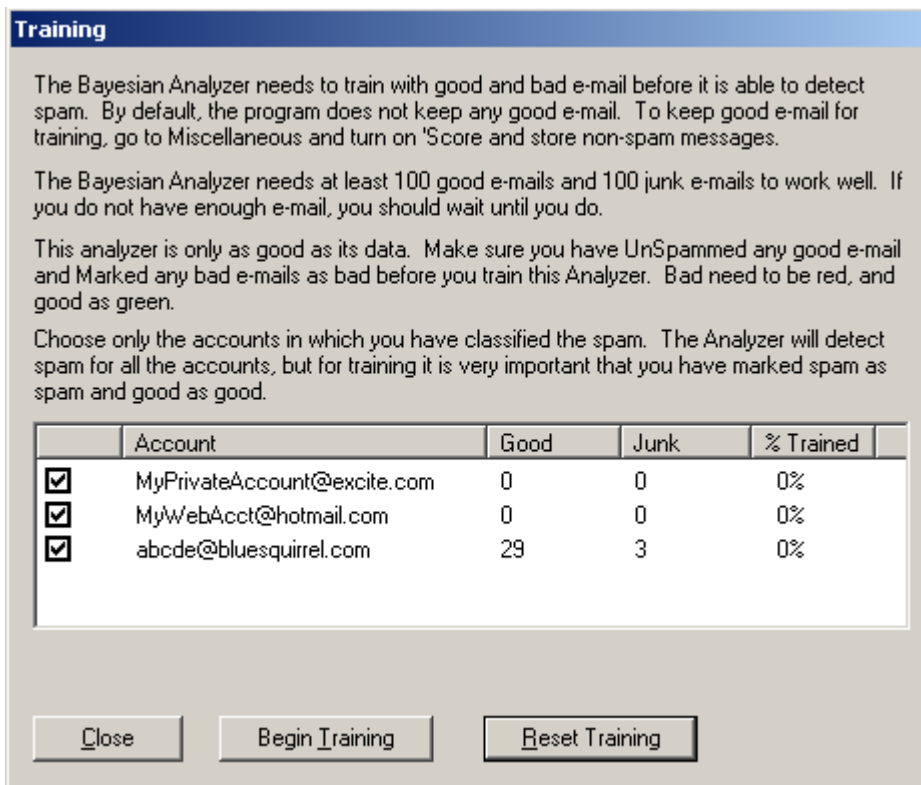 Training
The Bayesian Analyzer needs to train with good and bad e-mail before it is able to detect
spam.  By default, the program does not keep any good e-mail.  To keep good e-mail for
training, go to Miscellaneous and turn on 'Score and store non-spam messages.
The Bayesian Analyzer needs at least 100 good e-mails and 100 junk e-mails to work well.  If
you do not have enough e-mail, you should wait until you do.
This analyzer is only as good as its data.  Make sure you have UnSpammed any good e-mail
and Marked any bad e-mails as bad before you train this Analyzer.  Bad need to be red, and
good as green.
Choose only the accounts in which you have classified the spam.  The Analyzer will detect
spam for all the accounts, but for training it is very important that you have marked spam as
spam and good as good.
Account Good Junk % Trained
MyPrivateAccount@excite.com 0 0 0%
MyWebAcct@hotmail.com 0 0 0%
abcde@bluesquirrel.com 29 3 0%
Close Begin Training Reset Training